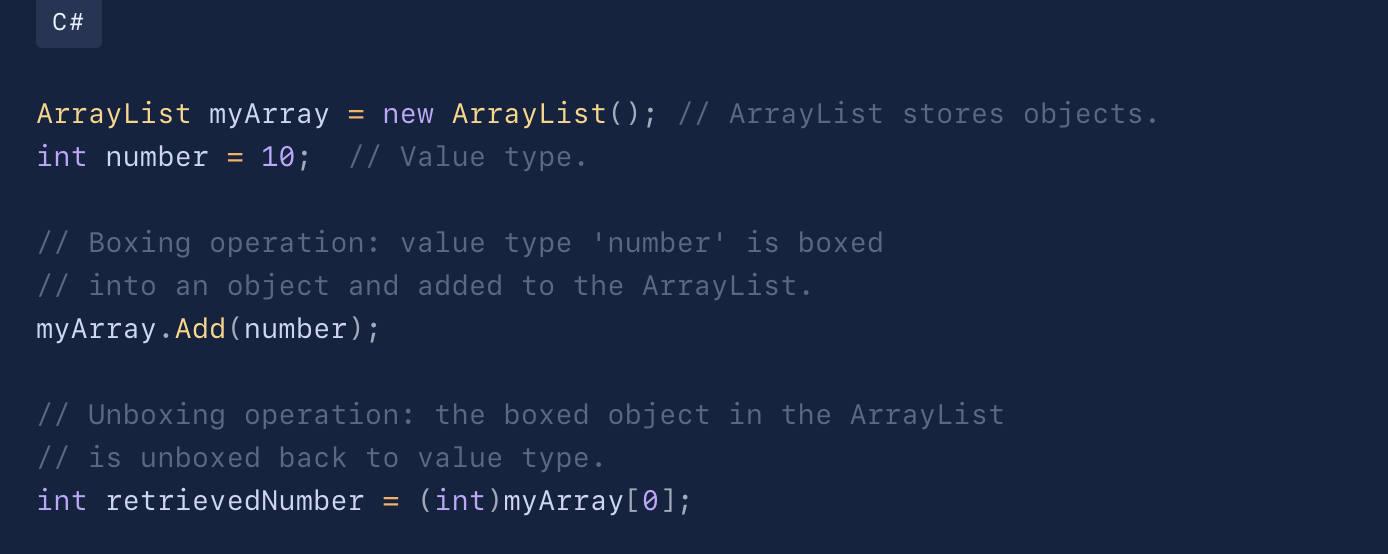 C#
ArrayList myArray = new ArrayList(); // ArrayList stores objects.
int number = 10;  // Value type.
// Boxing operation: value type 'number' is boxed
// into an object and added to the ArrayList.
myArray.Add(number);
// Unboxing operation: the boxed object in the ArrayList
// is unboxed back to value type.
int retrievedNumber = (int)myArray[0];